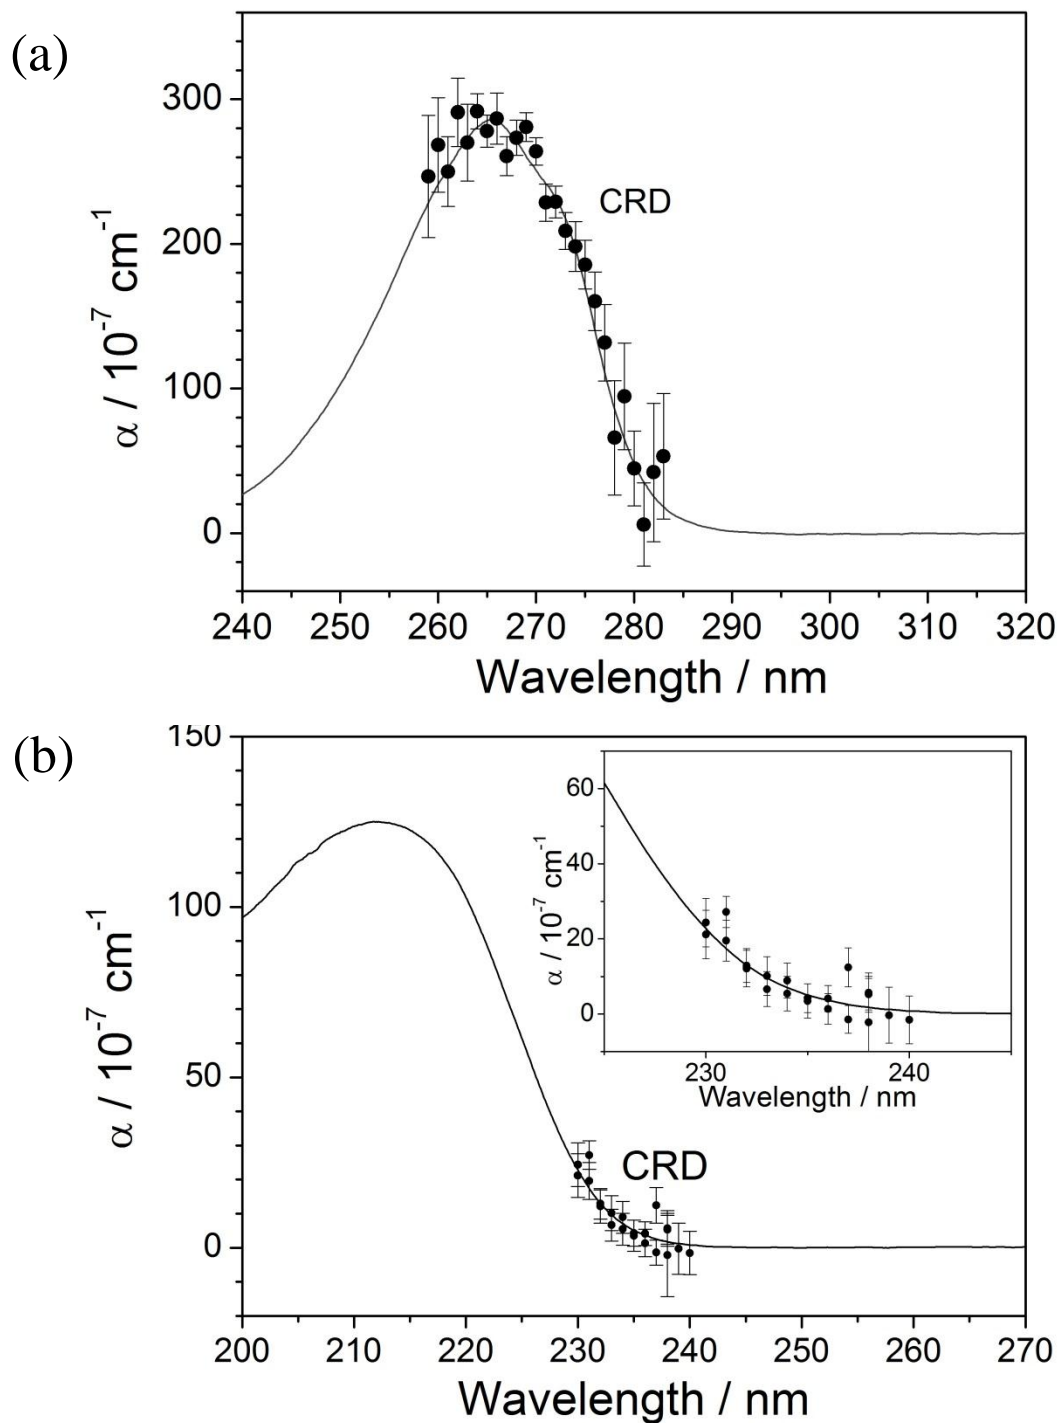 (a)
300
200
100
0
α / 10⁻⁷ cm⁻¹
CRD
240 250 260 270 280 290 300 310 320
Wavelength / nm
(b)
150
100
50
0
α / 10⁻⁷ cm⁻¹
60
40
20
0
α / 10⁻⁷ cm⁻¹
230 240
Wavelength / nm
CRD
200 210 220 230 240 250 260 270
Wavelength / nm